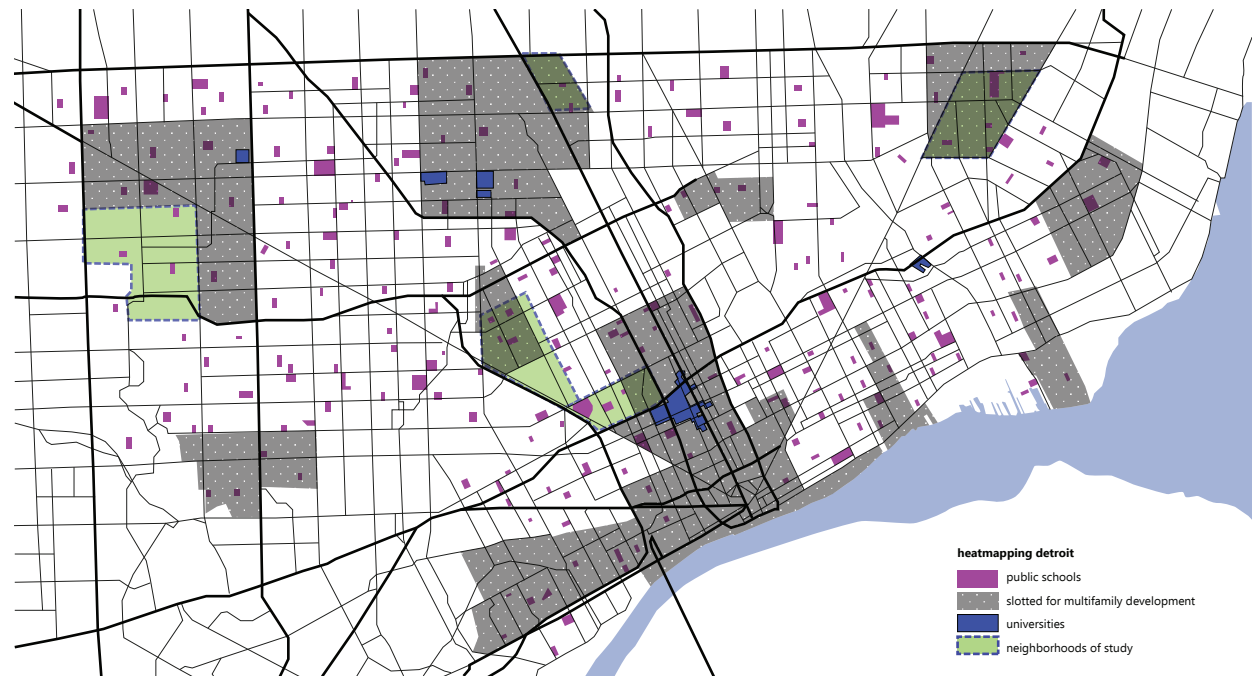 heatmapping detroit
public schools
slotted for multifamily development
universities
neighborhoods of study